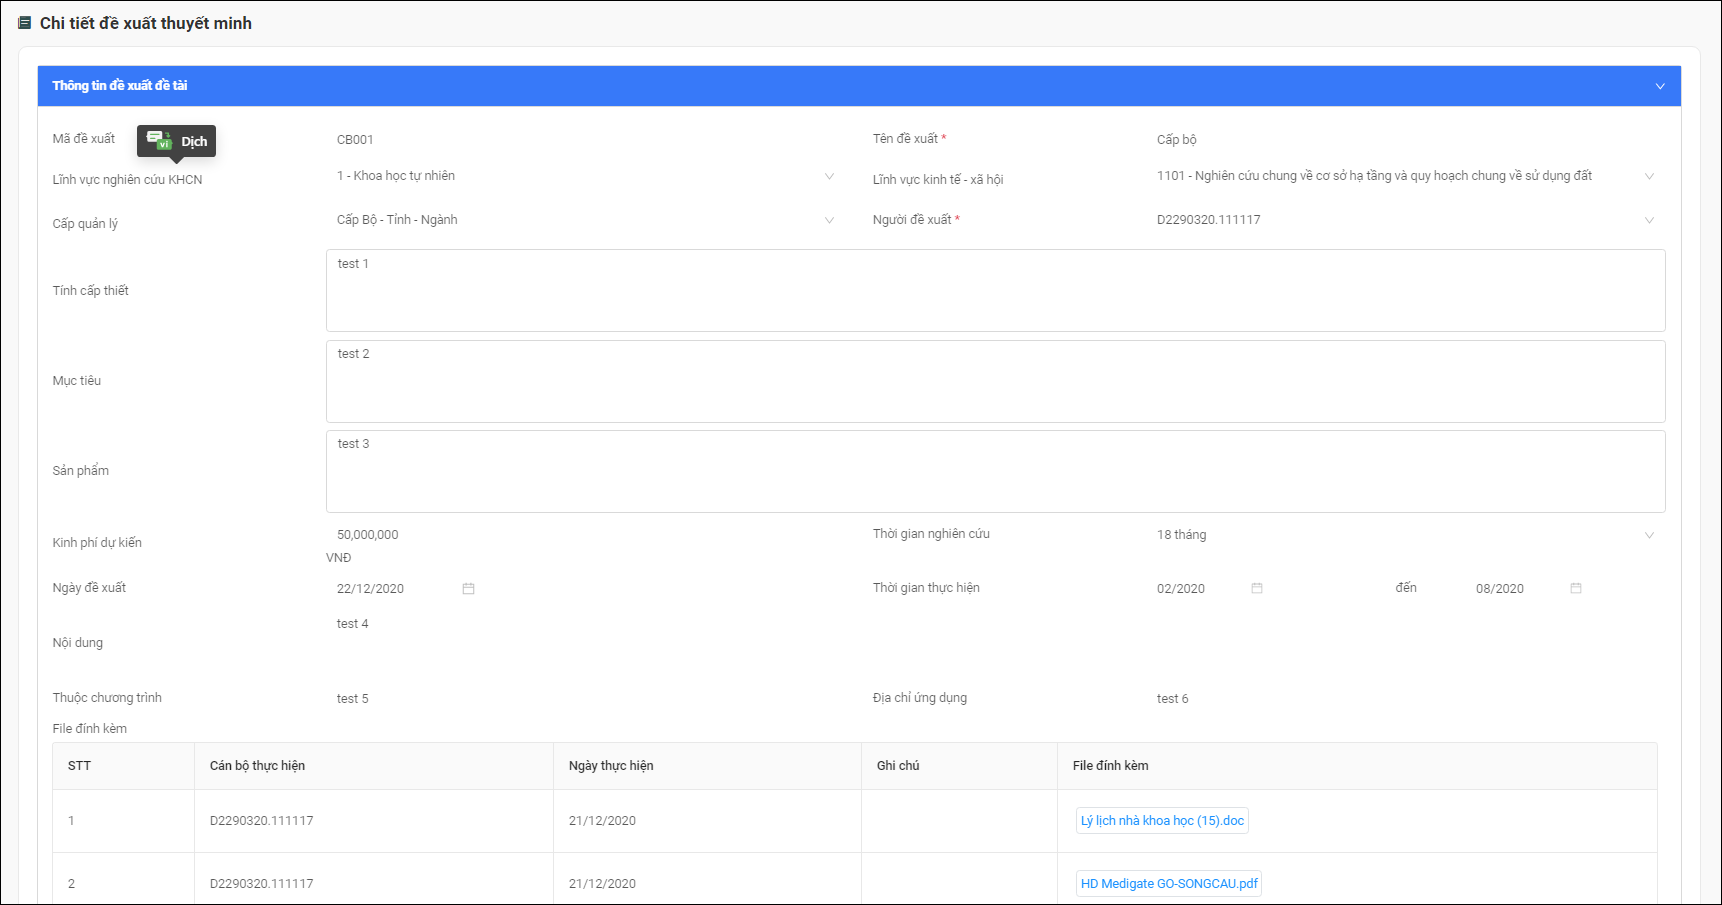 Chi tiết đề xuất thuyết minh
Thông tin đề xuất đề tài
Mã đề xuất
vi Dịch
CB001
Tên đề xuất *
Cấp bộ
Lĩnh vực nghiên cứu KHCN
1 - Khoa học tự nhiên
Lĩnh vực kinh tế - xã hội
1101 - Nghiên cứu chung về cơ sở hạ tầng và quy hoạch chung về sử dụng đất
Cấp quản lý
Cấp Bộ - Tỉnh - Ngành
Người đề xuất *
D2290320.111117
Tính cấp thiết
test 1
Mục tiêu
test 2
Sản phẩm
test 3
Kinh phí dự kiến
50,000,000
VNĐ
Thời gian nghiên cứu
18 tháng
Ngày đề xuất
22/12/2020
Thời gian thực hiện
02/2020
đến
08/2020
Nội dung
test 4
Thuộc chương trình
test 5
Địa chỉ ứng dụng
test 6
File đính kèm
STT Cán bộ thực hiện Ngày thực hiện Ghi chú File đính kèm
1 D2290320.111117 21/12/2020 Lý lịch nhà khoa học (15).doc
2 D2290320.111117 21/12/2020 HD Medigate GO-SONGCAU.pdf